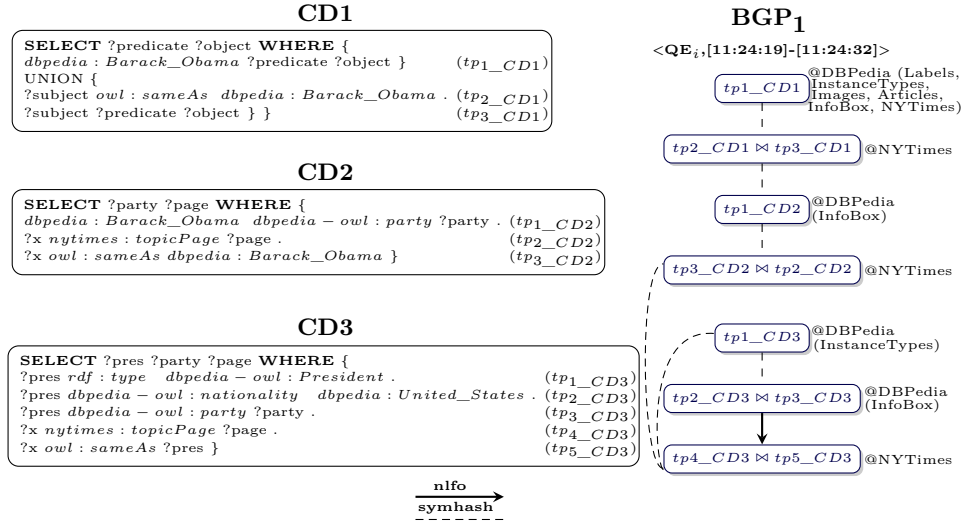 CD1
SELECT ?predicate ?object WHERE {
dbpedia : Barack_Obama ?predicate ?object } (tp1_CD1)
UNION {
?subject owl : sameAs dbpedia : Barack_Obama . (tp2_CD1)
?subject ?predicate ?object } } (tp3_CD1)
CD2
SELECT ?party ?page WHERE {
dbpedia : Barack_Obama dbpedia − owl : party ?party . (tp1_CD2)
?x nytimes : topicPage ?page . (tp2_CD2)
?x owl : sameAs dbpedia : Barack_Obama } (tp3_CD2)
CD3
SELECT ?pres ?party ?page WHERE {
?pres rdf : type dbpedia − owl : President . (tp1_CD3)
?pres dbpedia − owl : nationality dbpedia : United_States . (tp2_CD3)
?pres dbpedia − owl : party ?party . (tp3_CD3)
?x nytimes : topicPage ?page . (tp4_CD3)
?x owl : sameAs ?pres } (tp5_CD3)
nlfo
symhash
BGP1
<QEi,[11:24:19]-[11:24:32]>
tp1_CD1
@DBPedia (Labels,
InstanceTypes,
Images, Articles,
InfoBox, NYTimes)
tp2_CD1 ⋈ tp3_CD1 @NYTimes
tp1_CD2
@DBPedia
(InfoBox)
tp3_CD2 ⋈ tp2_CD2 @NYTimes
tp1_CD3
@DBPedia
(InstanceTypes)
tp2_CD3 ⋈ tp3_CD3
@DBPedia
(InfoBox)
tp4_CD3 ⋈ tp5_CD3 @NYTimes